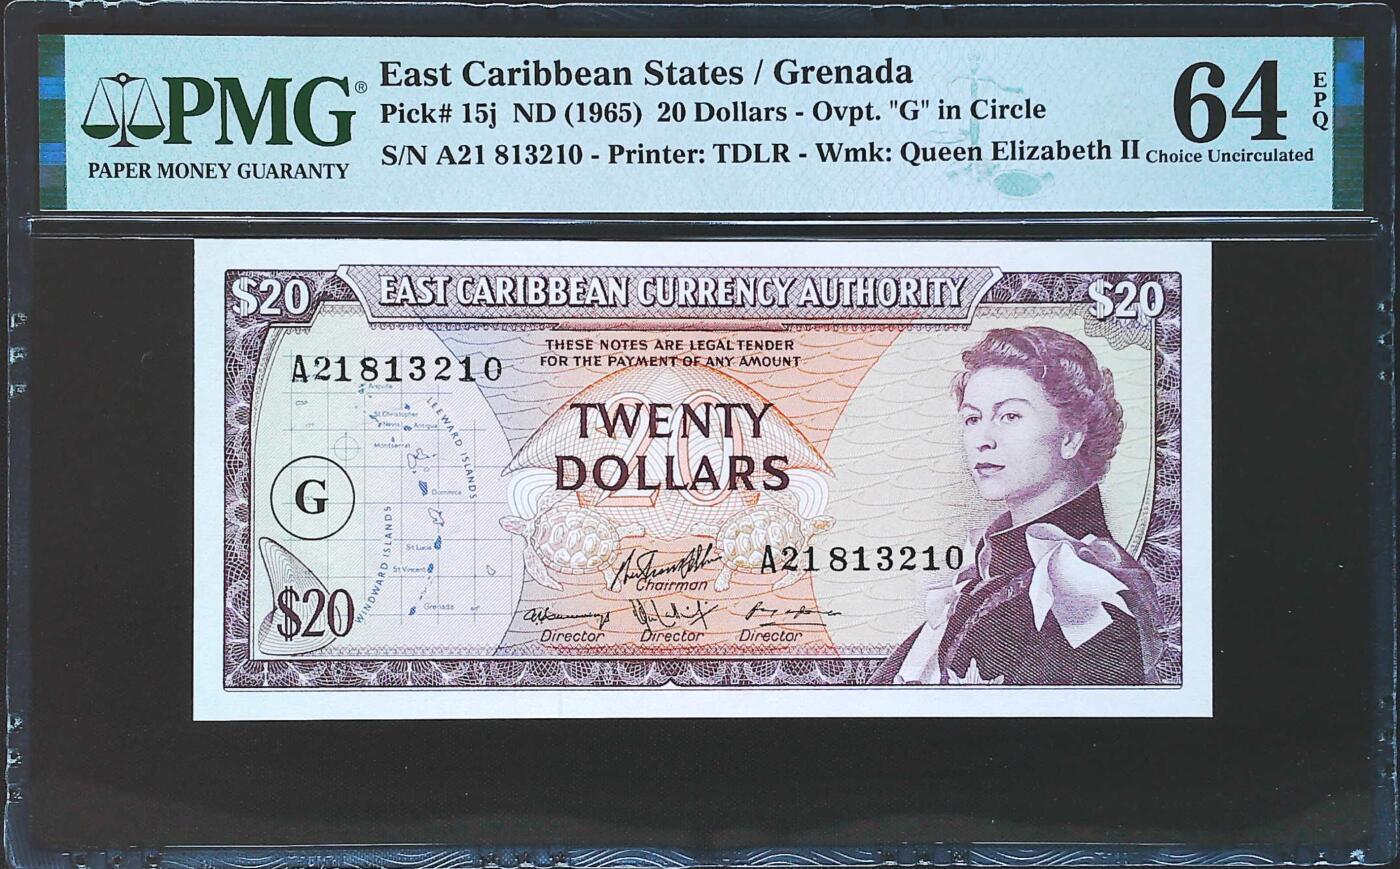 PMG®
PAPER MONEY GUARANTY
East Caribbean States / Grenada
Pick# 15j ND (1965) 20 Dollars - Ovpt. "G" in Circle
S/N A21 813210 - Printer: TDLR - Wmk: Queen Elizabeth II
64
EPQ
Choice Uncirculated
$20
EAST CARIBBEAN CURRENCY AUTHORITY
$20
THESE NOTES ARE LEGAL TENDER
FOR THE PAYMENT OF ANY AMOUNT
A21813210
Anguilla
St.Christopher
Nevis
Antigua
Montserrat
LEEWARD ISLANDS
20
TWENTY
DOLLARS
Dominica
G
WINDWARD ISLANDS
St Lucia
St Vincent
Grenada
A21813210
Chairman
$20
Director
Director
Director